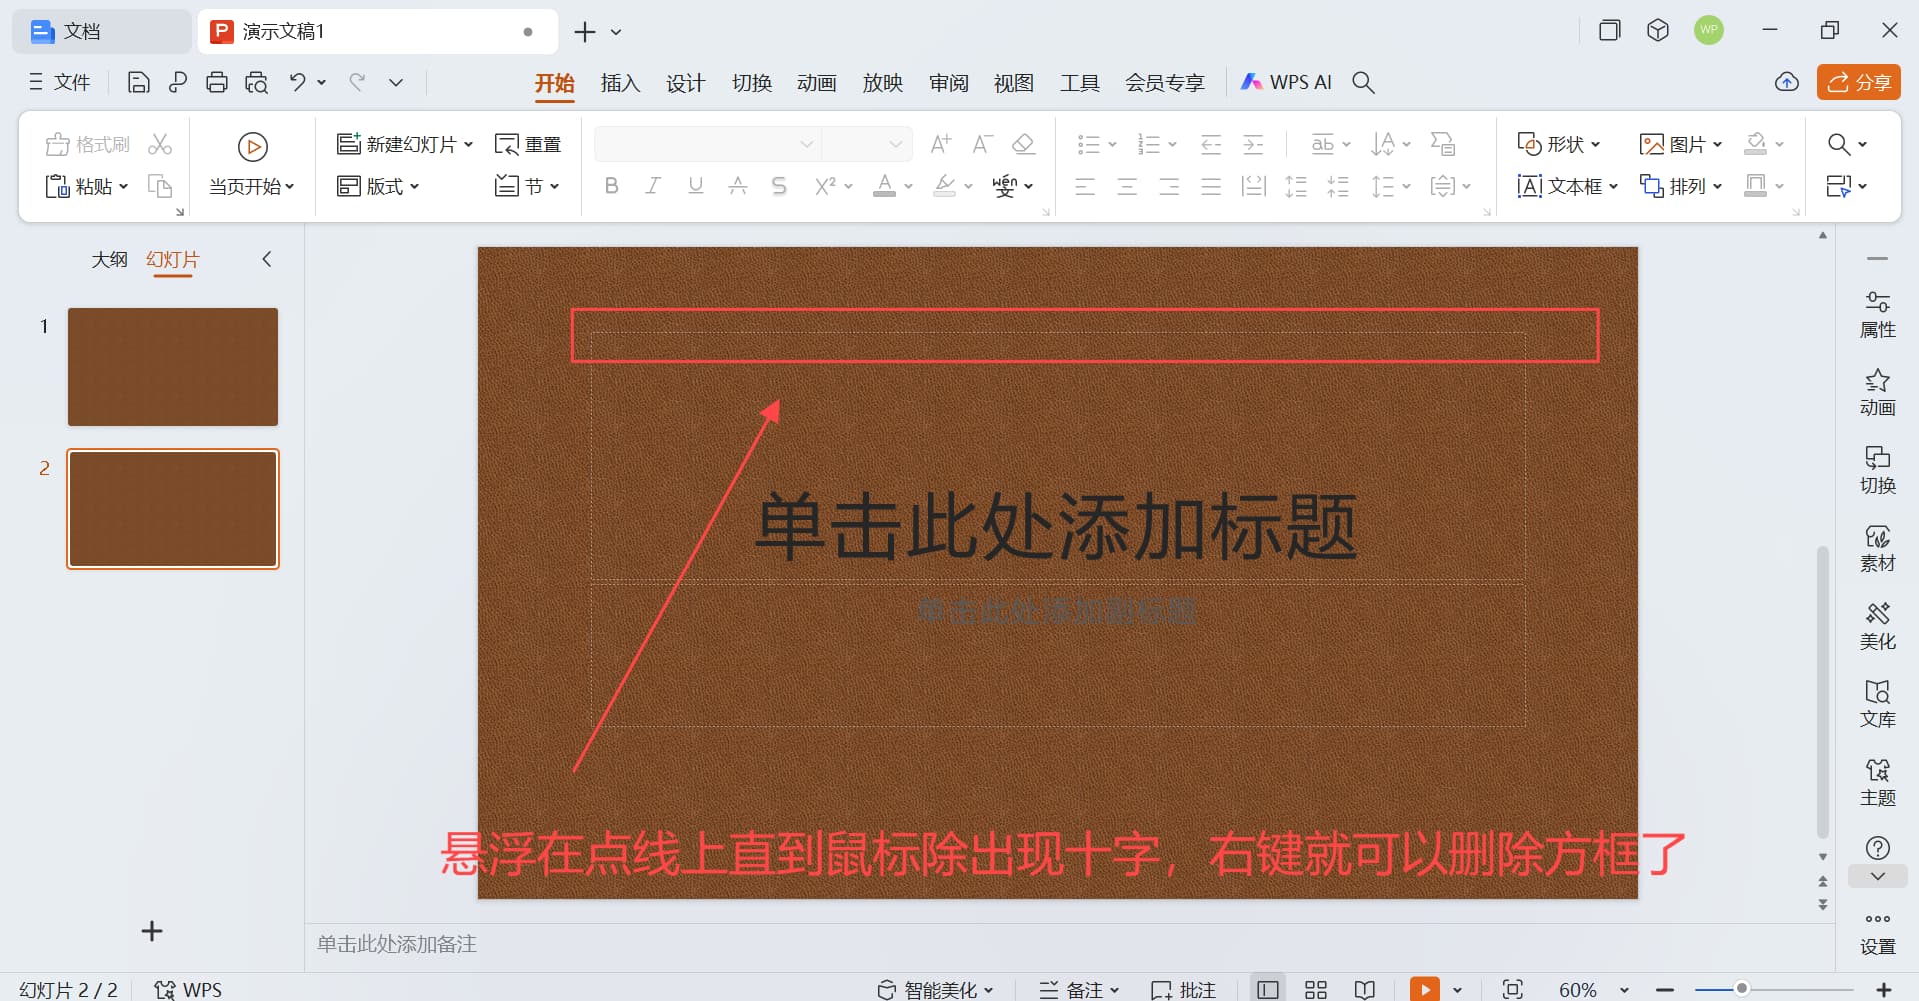 文档
演示文稿1
WP
文件
开始 插入 设计 切换 动画 放映 审阅 视图 工具 会员专享 WPS AI
分享
格式刷
粘贴
当页开始
新建幻灯片 重置
版式 节
A+ A-
B I U A S X² A wén 变
ab
形状 图片
文本框 排列
大纲 幻灯片
1
2
单击此处添加标题
单击此处添加副标题
悬浮在点线上直到鼠标除出现十字，右键就可以删除方框了
属性
动画
切换
素材
美化
文库
主题
设置
单击此处添加备注
幻灯片 2 / 2 WPS 智能美化 备注 批注 60%